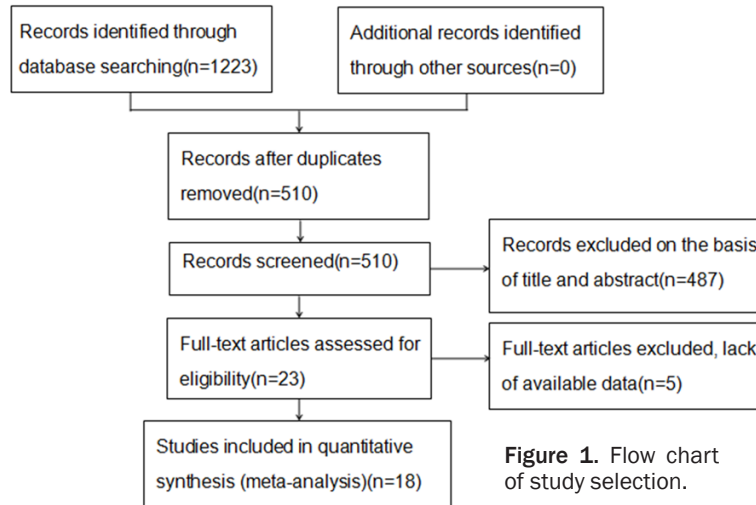 Records identified through
database searching(n=1223)
Additional records identified
through other sources(n=0)
Records after duplicates
removed(n=510)
Records screened(n=510)
Records excluded on the basis
of title and abstract(n=487)
Full-text articles assessed for
eligibility(n=23)
Full-text articles excluded, lack
of available data(n=5)
Studies included in quantitative
synthesis (meta-analysis)(n=18)
Figure 1. Flow chart
of study selection.